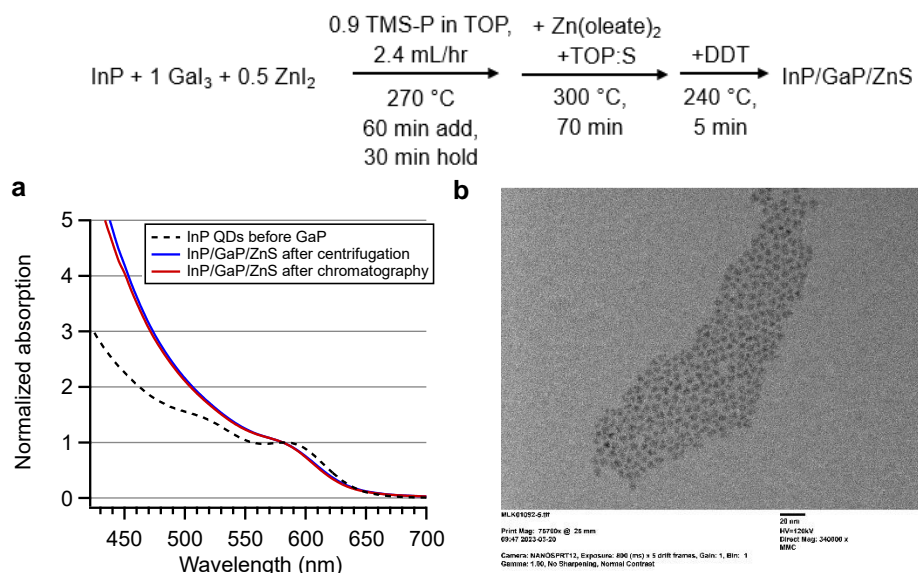 InP + 1 GaI₃ + 0.5 ZnI₂
0.9 TMS-P in TOP,
2.4 mL/hr
270 °C
60 min add,
30 min hold
+ Zn(oleate)₂
+TOP:S
300 °C,
70 min
+DDT
240 °C,
5 min
InP/GaP/ZnS
a
Normalized absorption
5
4
3
2
1
0
InP QDs before GaP
InP/GaP/ZnS after centrifugation
InP/GaP/ZnS after chromatography
450 500 550 600 650 700
Wavelength (nm)
b
Print Mag: 75700x @ 25 mm
09:47 2023-05-20
Camera: NANOSPRT12, Exposure: 800 (ms) x 5 drift frames, Gain: 1, Bin: 1
Gamma: 1.00, No Sharpening, Normal Contrast
20 nm
HV=120kV
Direct Mag: 340000 x
MMC